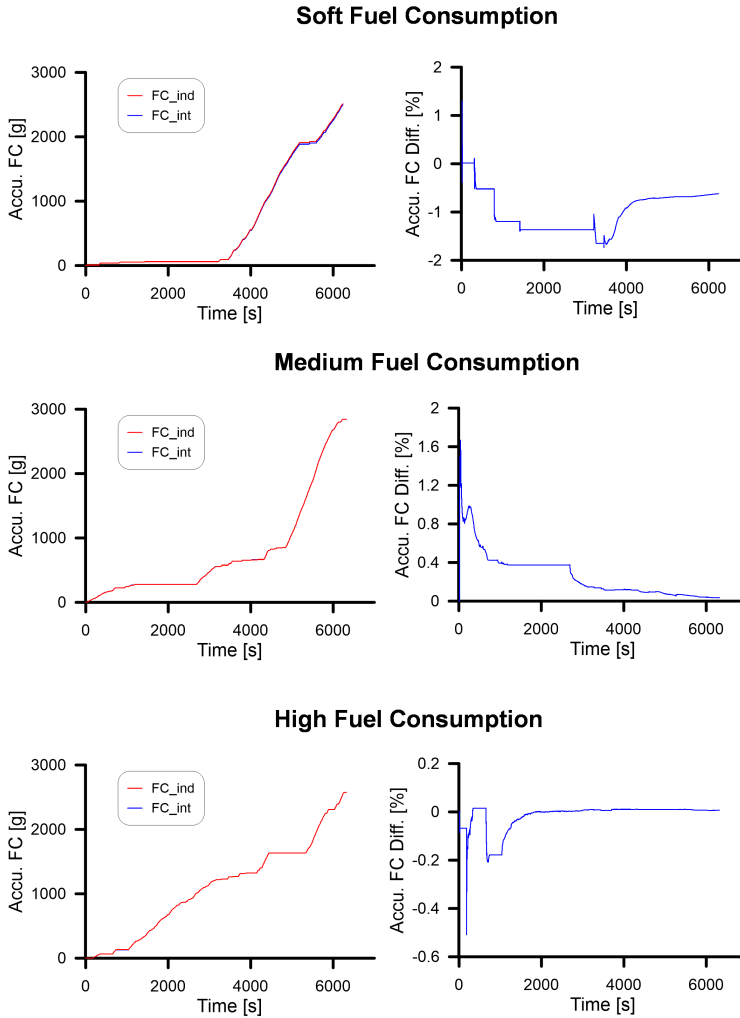 Soft Fuel Consumption
3000
2000
1000
0
Accu. FC [g]
FC_ind
FC_int
0 2000 4000 6000
Time [s]
2
1
0
-1
-2
Accu. FC Diff. [%]
0 2000 4000 6000
Time [s]
Medium Fuel Consumption
3000
2000
1000
0
Accu. FC [g]
FC_ind
FC_int
0 2000 4000 6000
Time [s]
2
1.6
1.2
0.8
0.4
0
Accu. FC Diff. [%]
0 2000 4000 6000
Time [s]
High Fuel Consumption
3000
2000
1000
0
Accu. FC [g]
FC_ind
FC_int
0 2000 4000 6000
Time [s]
0.2
0
-0.2
-0.4
-0.6
Accu. FC Diff. [%]
0 2000 4000 6000
Time [s]